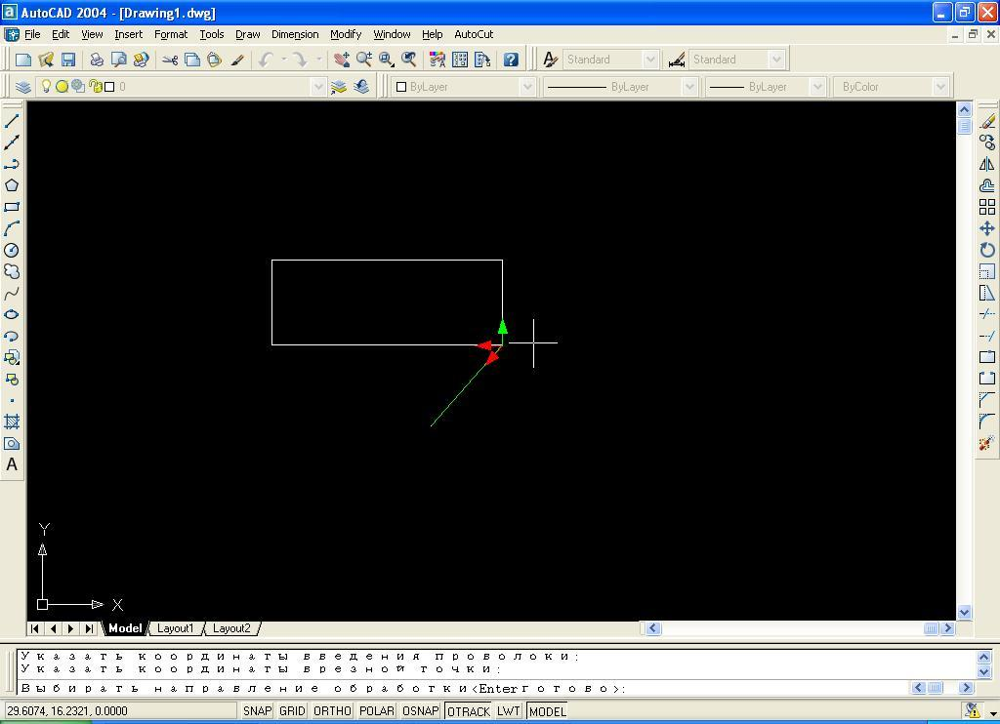 AutoCAD 2004 - [Drawing1.dwg]
File Edit View Insert Format Tools Draw Dimension Modify Window Help AutoCut
Standard Standard
0 ByLayer ByLayer ByLayer ByColor
A
Y
X
Model Layout1 Layout2
Указать координаты введения проволоки:
Указать координаты врезной точки:
Выбирать направление обработки<Enterготово>:
29.6074, 16.2321, 0.0000 SNAP GRID ORTHO POLAR OSNAP OTRACK LWT MODEL